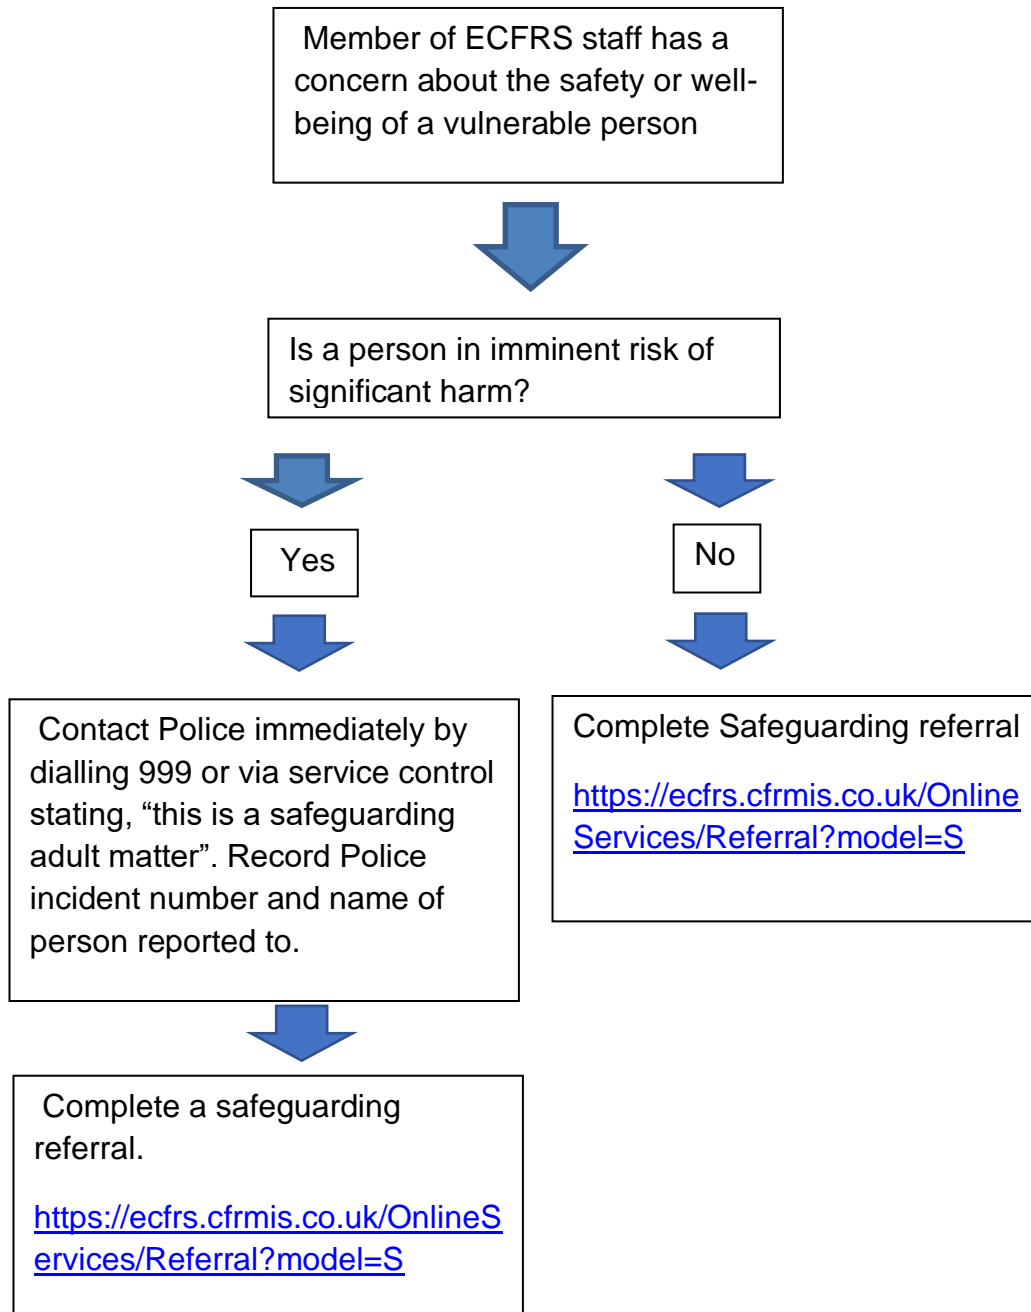 Member of ECFRS staff has a
concern about the safety or well-
being of a vulnerable person
Is a person in imminent risk of
significant harm?
Yes
No
Contact Police immediately by
dialling 999 or via service control
stating, “this is a safeguarding
adult matter”. Record Police
incident number and name of
person reported to.
Complete Safeguarding referral
https://ecfrs.cfrmis.co.uk/Online
Services/Referral?model=S
Complete a safeguarding
referral.
https://ecfrs.cfrmis.co.uk/OnlineS
ervices/Referral?model=S